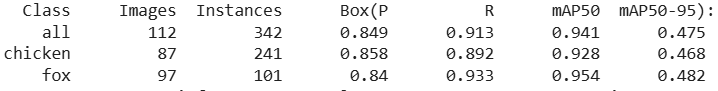 Class Images Instances Box(P R mAP50 mAP50-95):
all 112 342 0.849 0.913 0.941 0.475
chicken 87 241 0.858 0.892 0.928 0.468
fox 97 101 0.84 0.933 0.954 0.482